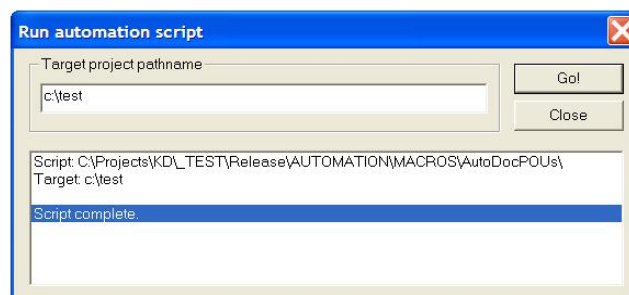 Run automation script
Target project pathname
c:\test
Go!
Close
Script: C:\Projects\KD\_TEST\Release\AUTOMATION\MACROS\AutoDocPOUs\
Target: c:\test
Script complete.